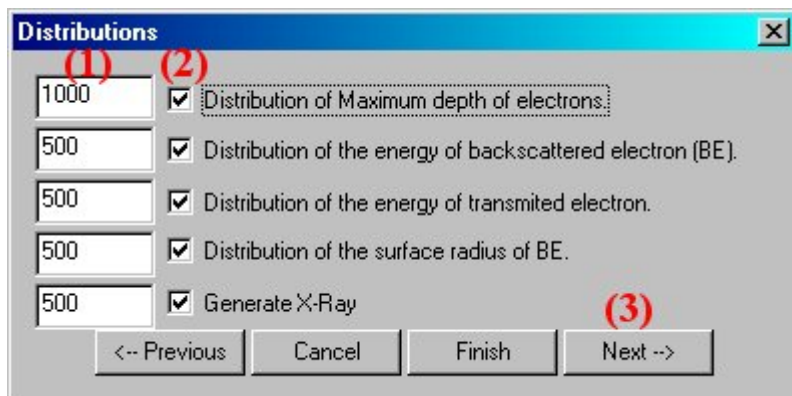 Distributions
(1) (2)
1000 Distribution of Maximum depth of electrons.
500 Distribution of the energy of backscattered electron (BE).
500 Distribution of the energy of transmited electron.
500 Distribution of the surface radius of BE.
500 Generate X-Ray
(3)
<-- Previous Cancel Finish Next -->